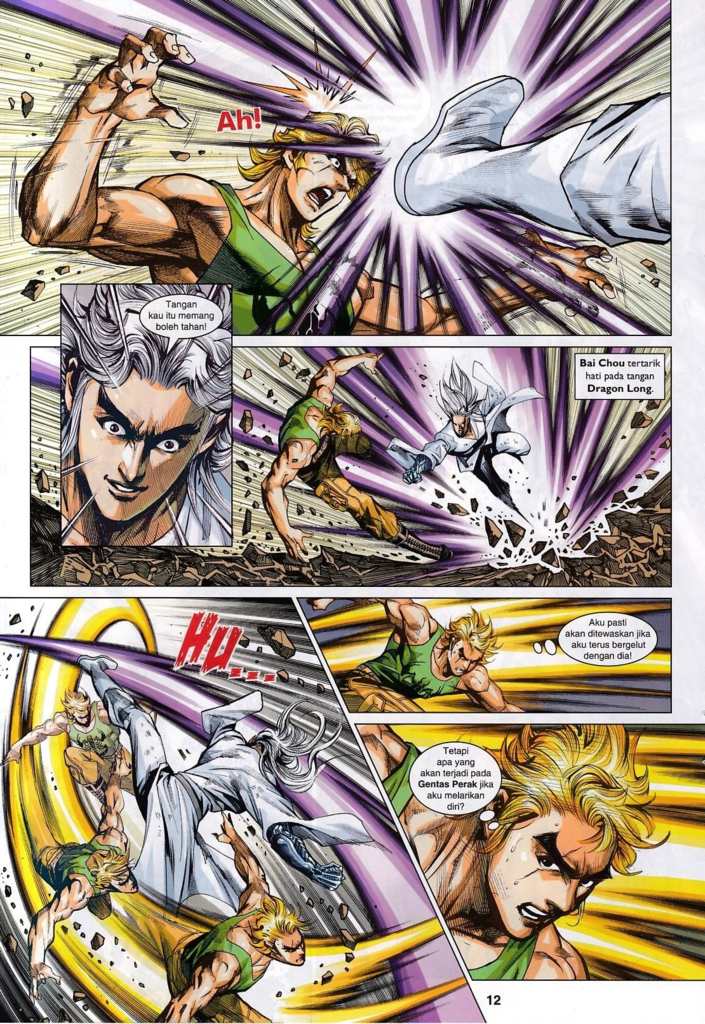 Ah!
Tangan
kau itu memang
boleh tahan!
Bai Chou tertarik
hati pada tangan
Dragon Long.
HU...
Aku pasti
akan ditewaskan jika
aku terus bergelut
dengan dia!
Tetapi
apa yang
akan terjadi pada
Gentas Perak jika
aku melarikan
diri?
12